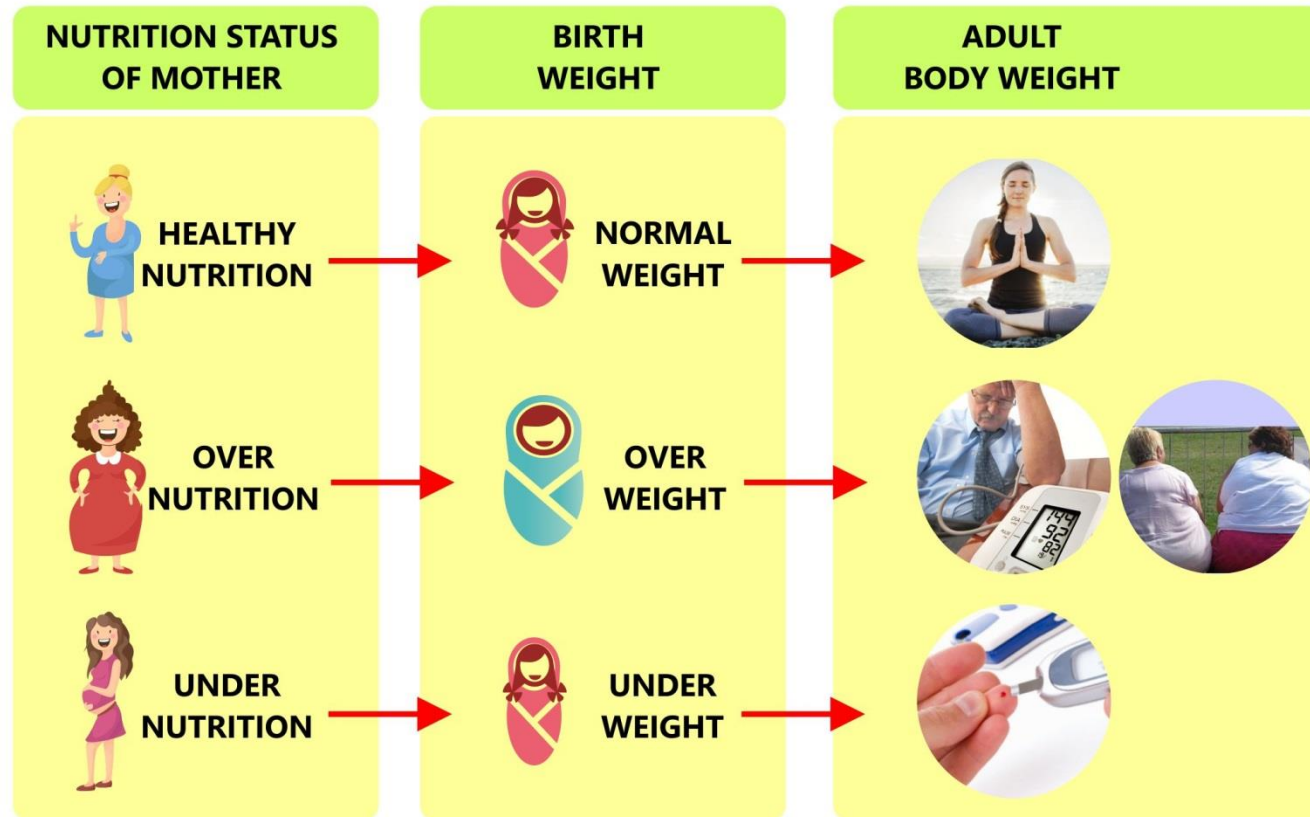 NUTRITION STATUS
OF MOTHER
BIRTH
WEIGHT
ADULT
BODY WEIGHT
HEALTHY
NUTRITION
NORMAL
WEIGHT
OVER
NUTRITION
OVER
WEIGHT
UNDER
NUTRITION
UNDER
WEIGHT